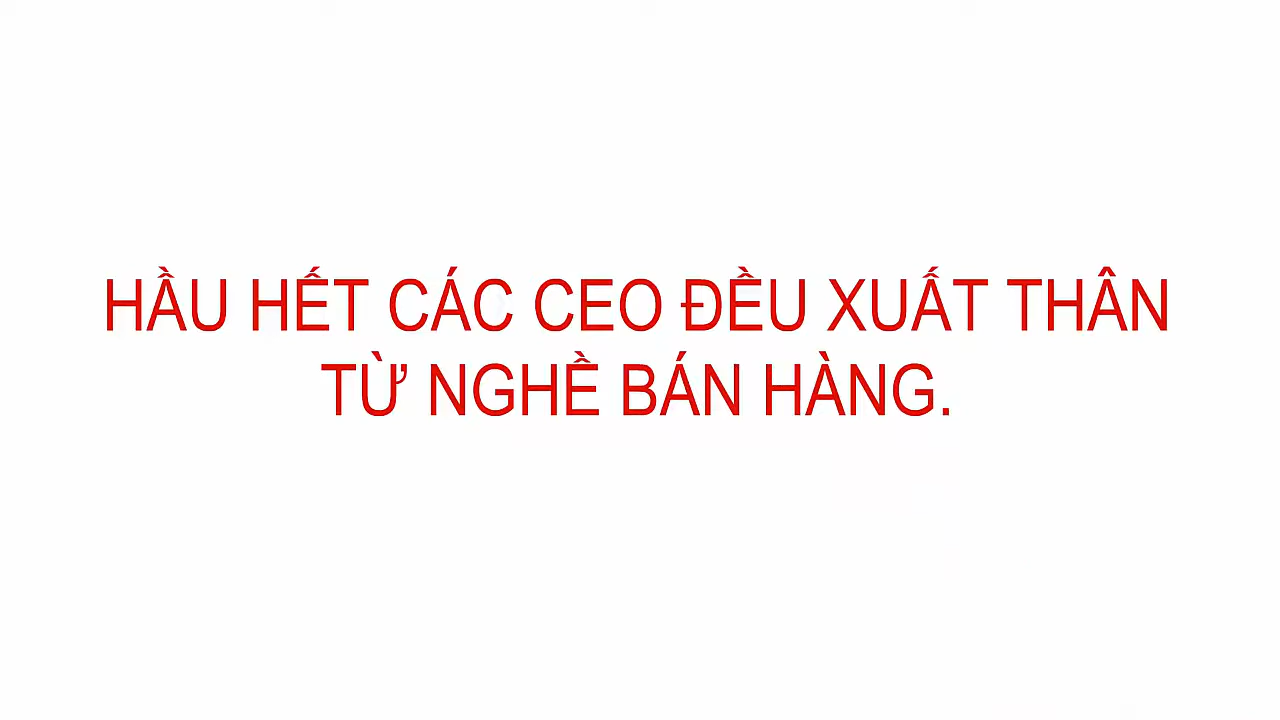 HẦU HẾT CÁC CEO ĐỀU XUẤT THÂN
TỪ NGHỀ BÁN HÀNG.